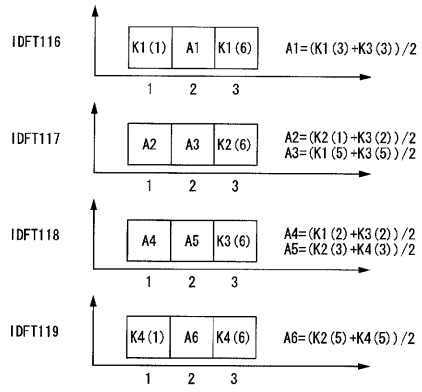 IDFT116
K1(1) A1 K1(6)
A1=(K1(3)+K3(3))/2
1 2 3
IDFT117
A2 A3 K2(6)
A2=(K2(1)+K3(2))/2
A3=(K1(5)+K3(5))/2
1 2 3
IDFT118
A4 A5 K3(6)
A4=(K1(2)+K3(2))/2
A5=(K2(3)+K4(3))/2
1 2 3
IDFT119
K4(1) A6 K4(6)
A6=(K2(5)+K4(5))/2
1 2 3